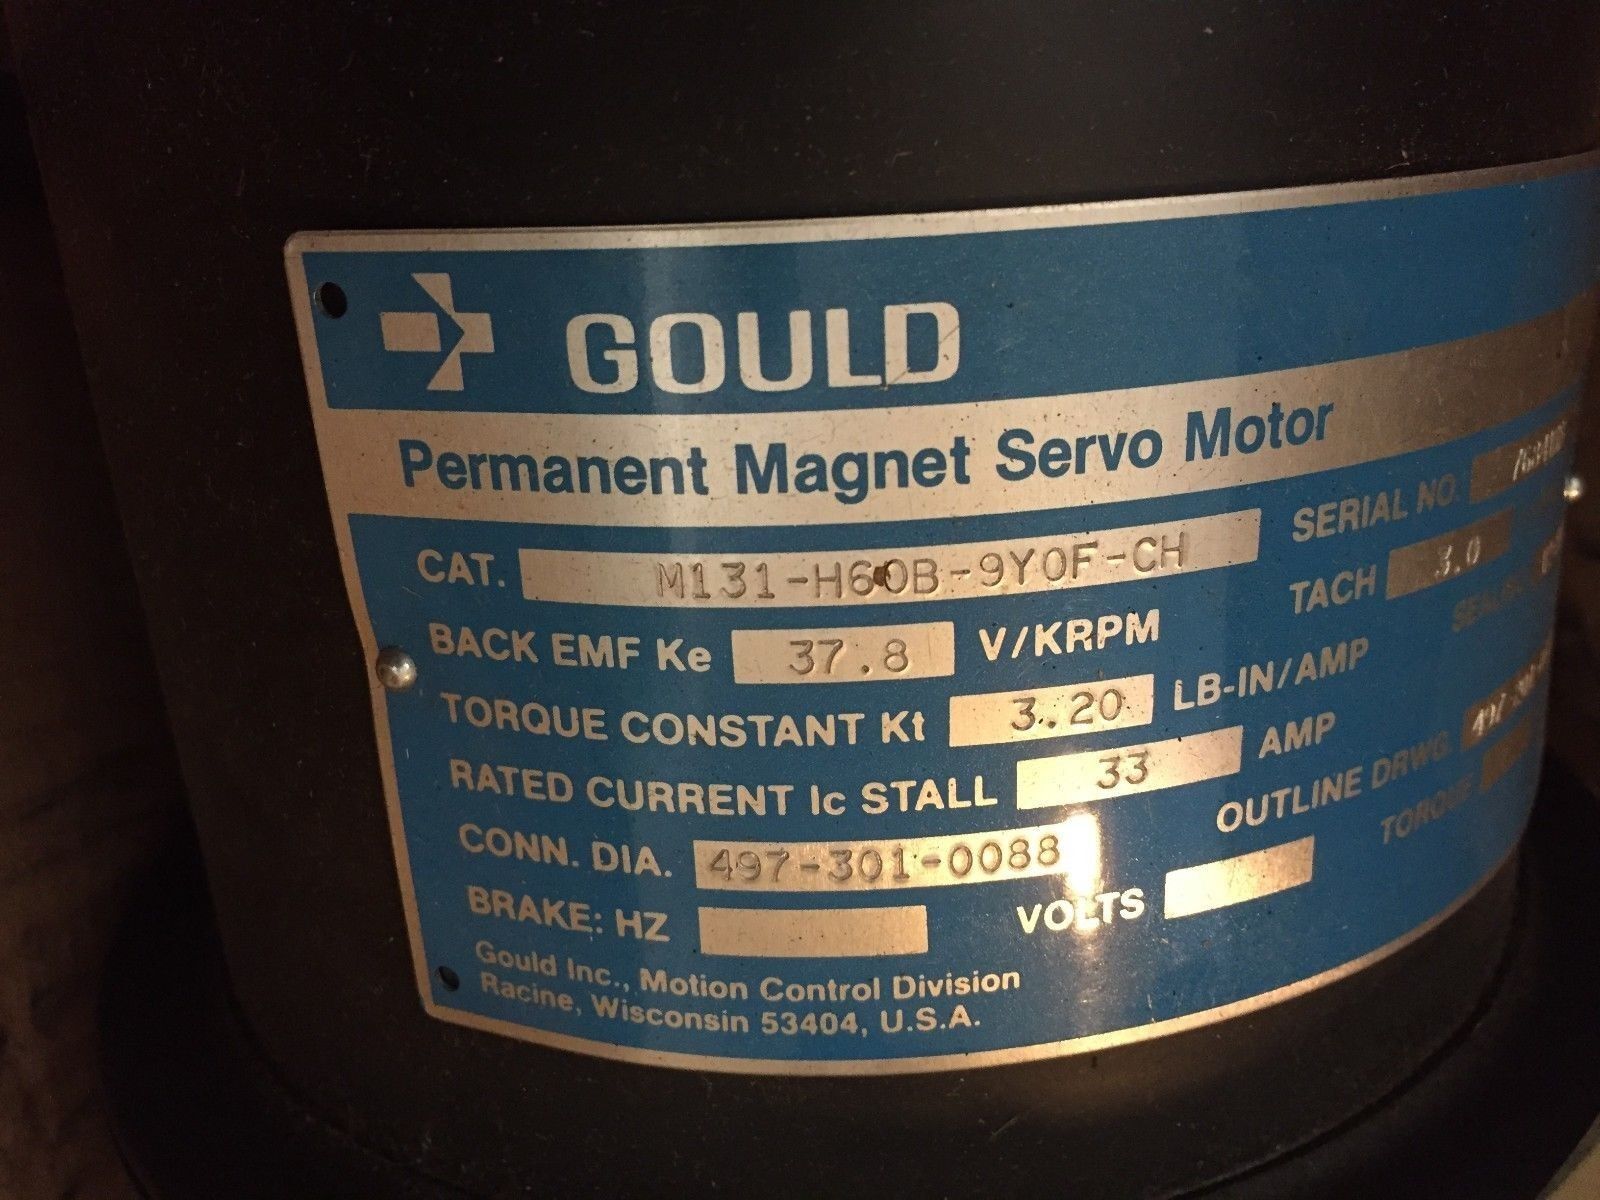 GOULD
Permanent Magnet Servo Motor
CAT. M131-H60B-9Y0F-CH SERIAL NO.
BACK EMF Ke 37.8 V/KRPM TACH 3.0
TORQUE CONSTANT Kt 3.20 LB-IN/AMP
RATED CURRENT Ic STALL 33 AMP
CONN. DIA. 497-301-0088 OUTLINE DRWG.
BRAKE: HZ VOLTS TORQUE
Gould Inc., Motion Control Division
Racine, Wisconsin 53404, U.S.A.